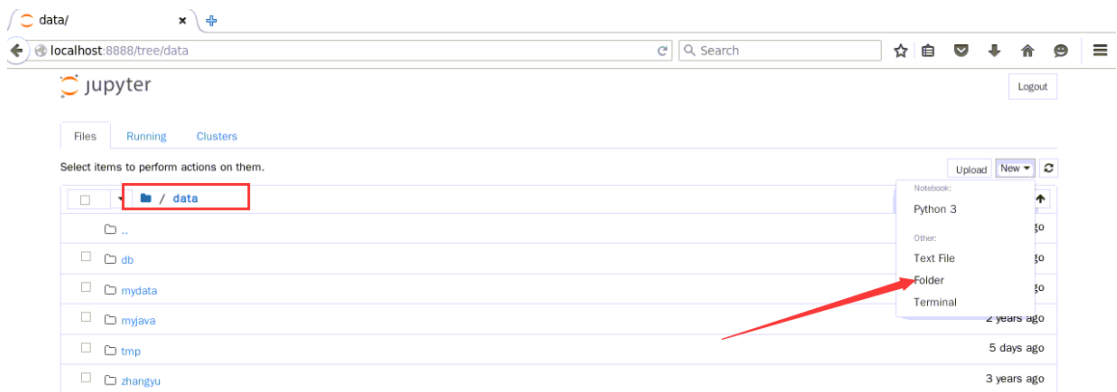 data/
localhost:8888/tree/data
Search
jupyter
Logout
Files Running Clusters
Select items to perform actions on them.
Upload New
/ data
Notebook:
Python 3
Other:
Text File
Folder
Terminal
..
go
db
go
mydata
go
myjava
2 years ago
tmp
5 days ago
zhangyu
3 years ago